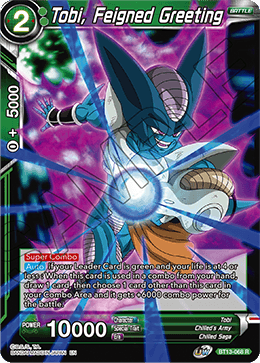 2
Tobi, Feigned Greeting
BATTLE
0 + 5000
Super Combo
Auto If your Leader Card is green and your life is at 4 or
less: When this card is used in a combo from your hand,
draw 1 card, then choose 1 card other than this card in
your Combo Area and it gets +6000 combo power for
the battle.
POWER 10000
Character Tobi
Special Trait Chilled's Army
Era Chilled Saga
BT13-068 R